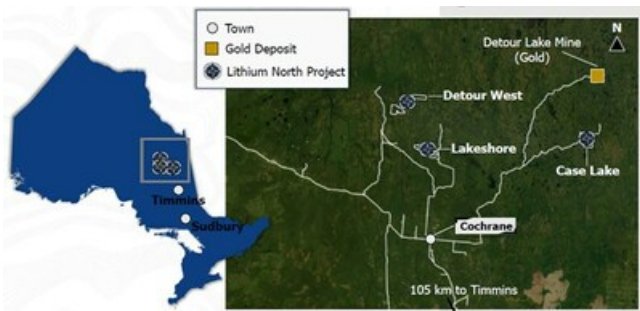 Town
Gold Deposit
Lithium North Project
N
Detour Lake Mine
(Gold)
Detour West
Lakeshore
Case Lake
Timmins
Sudbury
Cochrane
105 km to Timmins